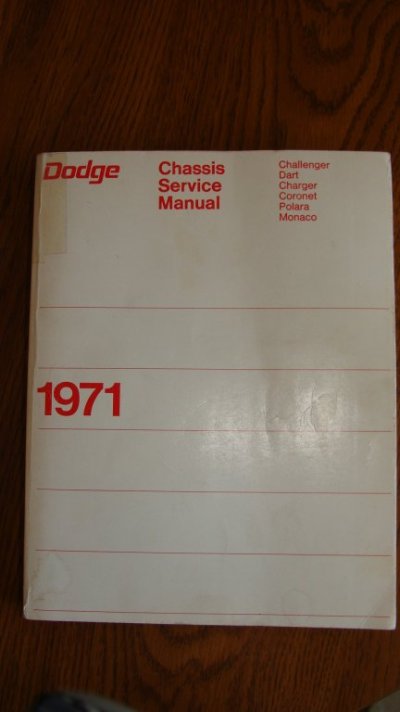 Dodge
Chassis
Service
Manual
Challenger
Dart
Charger
Coronet
Polara
Monaco
1971